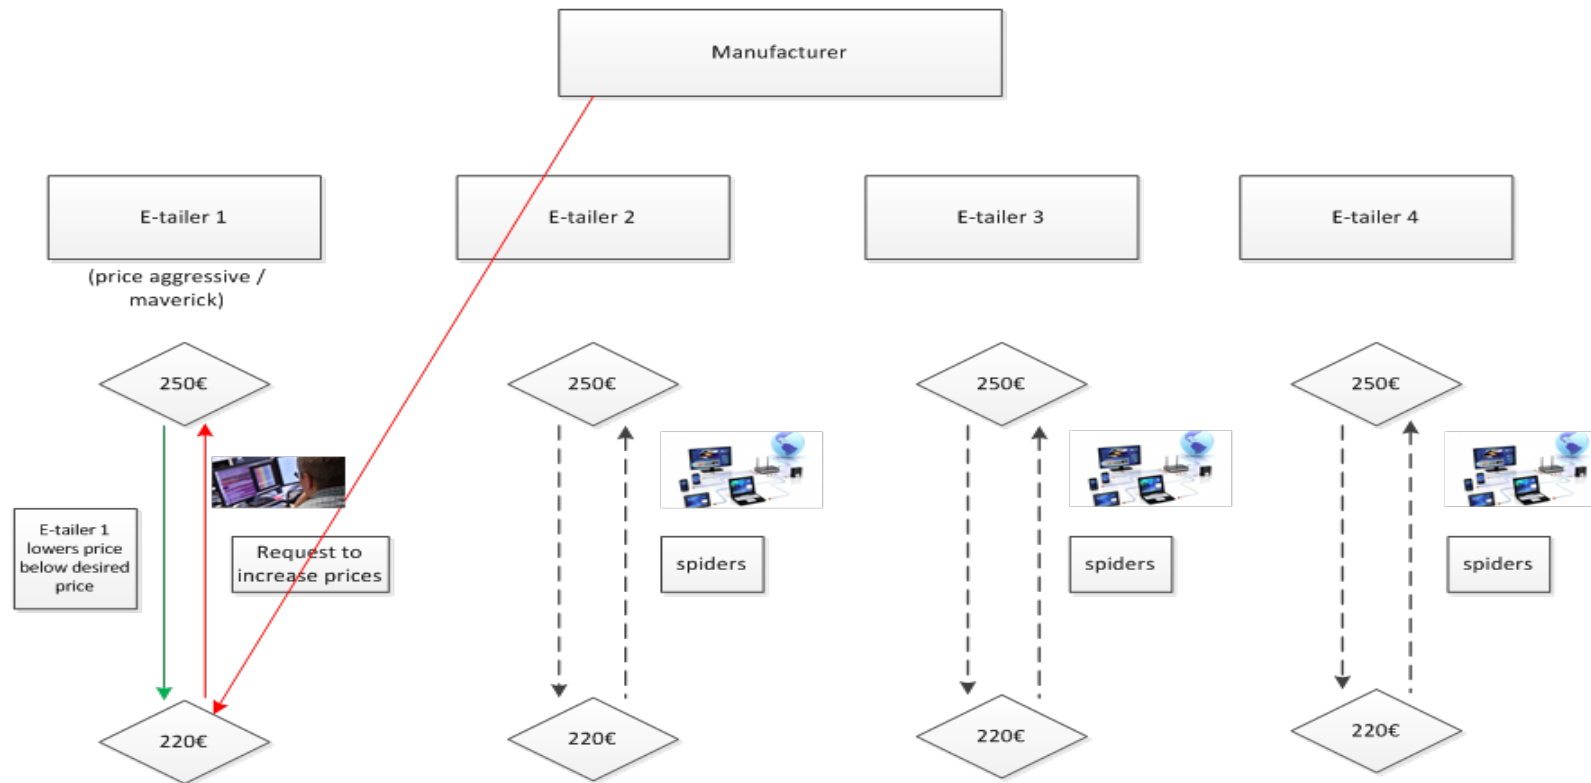 Manufacturer
E-tailer 1
E-tailer 2
E-tailer 3
E-tailer 4
(price aggressive /
maverick)
250€
250€
250€
250€
E-tailer 1
lowers price
below desired
price
Request to
increase prices
spiders
spiders
spiders
220€
220€
220€
220€